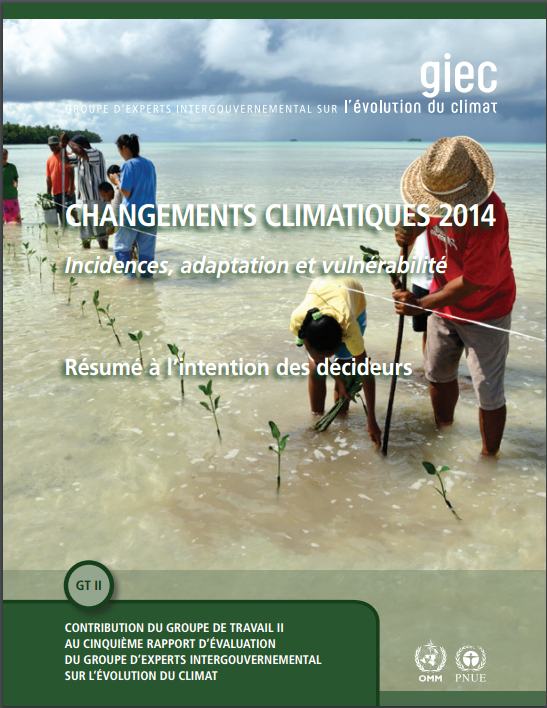 giec
GROUPE D'EXPERTS INTERGOUVERNEMENTAL SUR l'évolution du climat
CHANGEMENTS CLIMATIQUES 2014
Incidences, adaptation et vulnérabilité
Résumé à l'intention des décideurs
GT II
CONTRIBUTION DU GROUPE DE TRAVAIL II
AU CINQUIÈME RAPPORT D'ÉVALUATION
DU GROUPE D'EXPERTS INTERGOUVERNEMENTAL
SUR L'ÉVOLUTION DU CLIMAT
OMM
PNUE